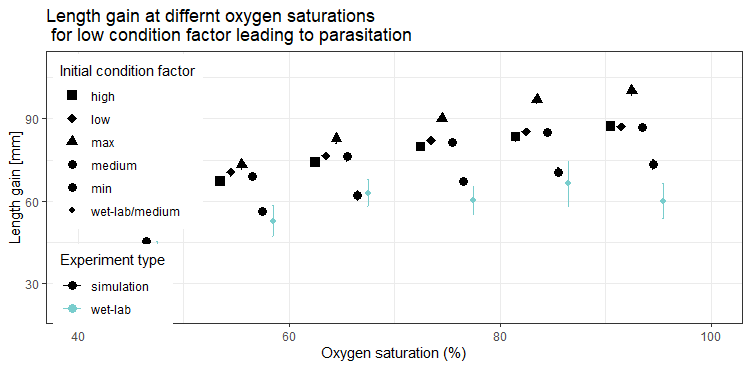 Length gain at differnt oxygen saturations
for low condition factor leading to parasitation
Initial condition factor
high
low
max
medium
min
wet-lab/medium
Experiment type
simulation
wet-lab
Length gain [mm]
90
60
30
40
60
80
100
Oxygen saturation (%)